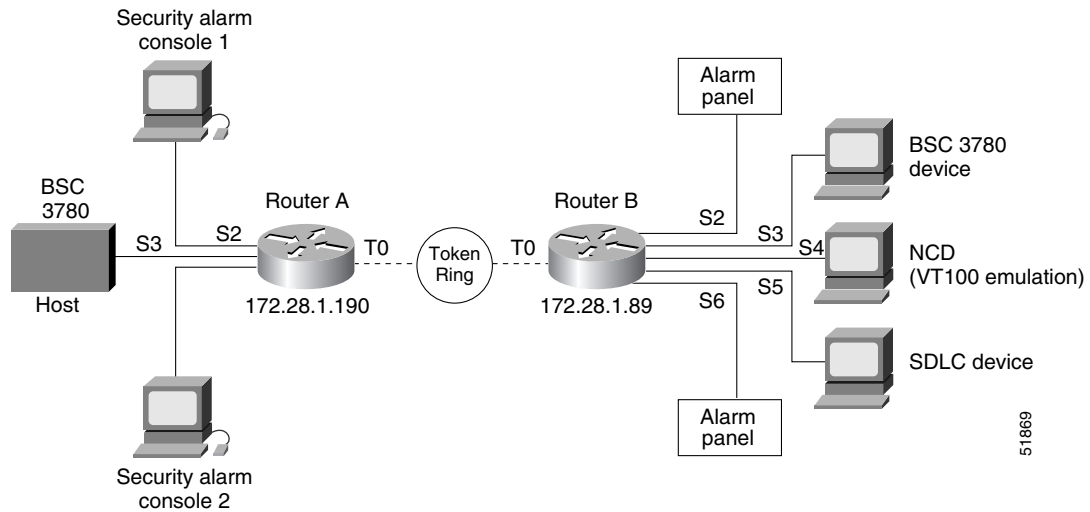 Security alarm
console 1
BSC
3780
Host
S3
S2
Router A
T0
172.28.1.190
Security alarm
console 2
Token
Ring
Router B
T0
172.28.1.89
Alarm
panel
S2
S3
S4
S5
S6
Alarm
panel
BSC 3780
device
NCD
(VT100 emulation)
SDLC device
51869